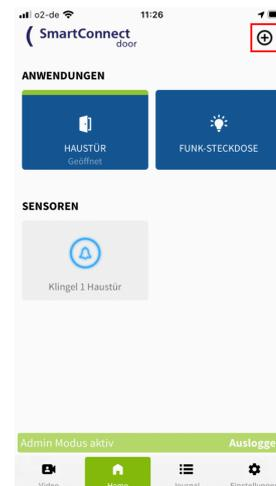 o2-de 11:26
( SmartConnect
door
ANWENDUNGEN
HAUSTÜR FUNK-STECKDOSE
Geöffnet
SENSOREN
Klingel 1 Haustür
Admin Modus aktiv Auslogge
Video Home Journal Einstellungen